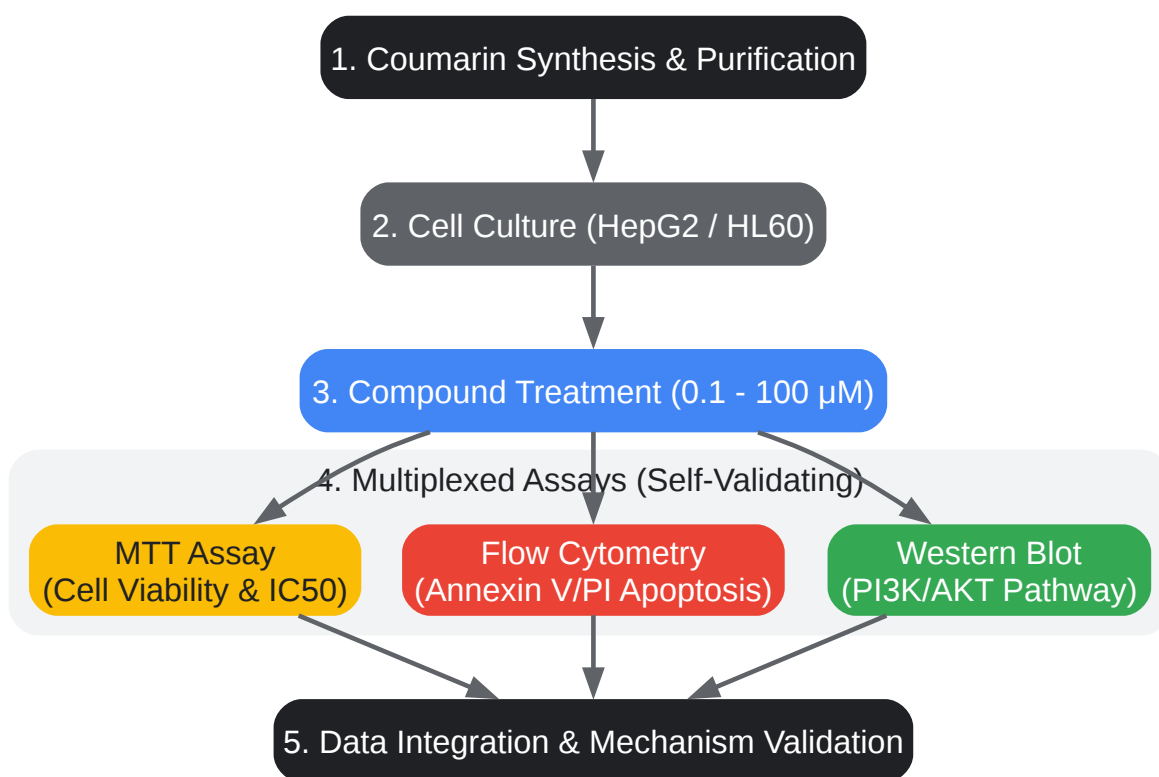 1. Coumarin Synthesis & Purification
2. Cell Culture (HepG2 / HL60)
3. Compound Treatment (0.1 - 100 μM)
4. Multiplexed Assays (Self-Validating)
MTT Assay
(Cell Viability & IC50)
Flow Cytometry
(Annexin V/PI Apoptosis)
Western Blot
(PI3K/AKT Pathway)
5. Data Integration & Mechanism Validation